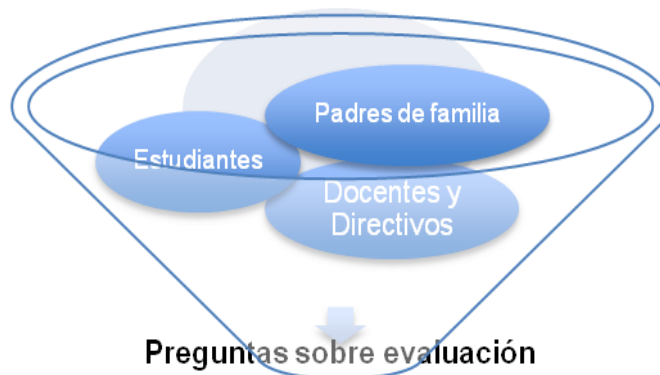 Padres de familia
Estudiantes
Docentes y
Directivos
Preguntas sobre evaluación